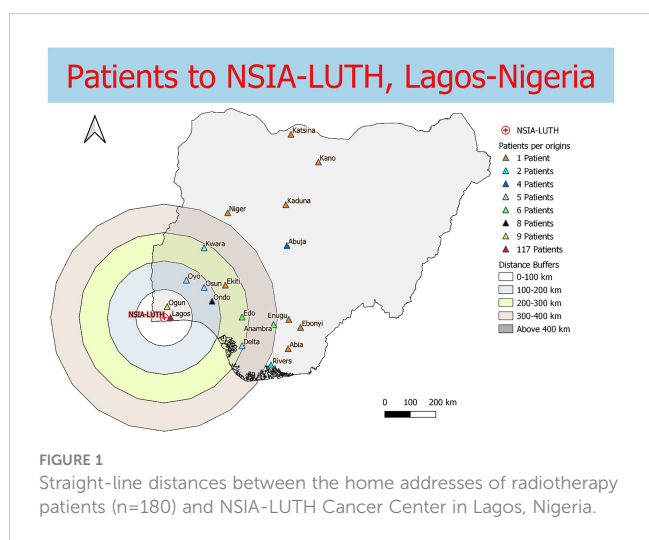 Patients to NSIA-LUTH, Lagos-Nigeria
Katsina
Kano
Kaduna
Niger
Abuja
Kwara
Oyo
Osun
Ekiti
Ondo
Ogun
NSIA-LUTH
Lagos
Edo
Enugu
Anambra
Ebonyi
Delta
Abia
Rivers
NSIA-LUTH
Patients per origins
1 Patient
2 Patients
4 Patients
5 Patients
6 Patients
8 Patients
9 Patients
117 Patients
Distance Buffers
0-100 km
100-200 km
200-300 km
300-400 km
Above 400 km
0 100 200 km
FIGURE 1
Straight-line distances between the home addresses of radiotherapy
patients (n=180) and NSIA-LUTH Cancer Center in Lagos, Nigeria.